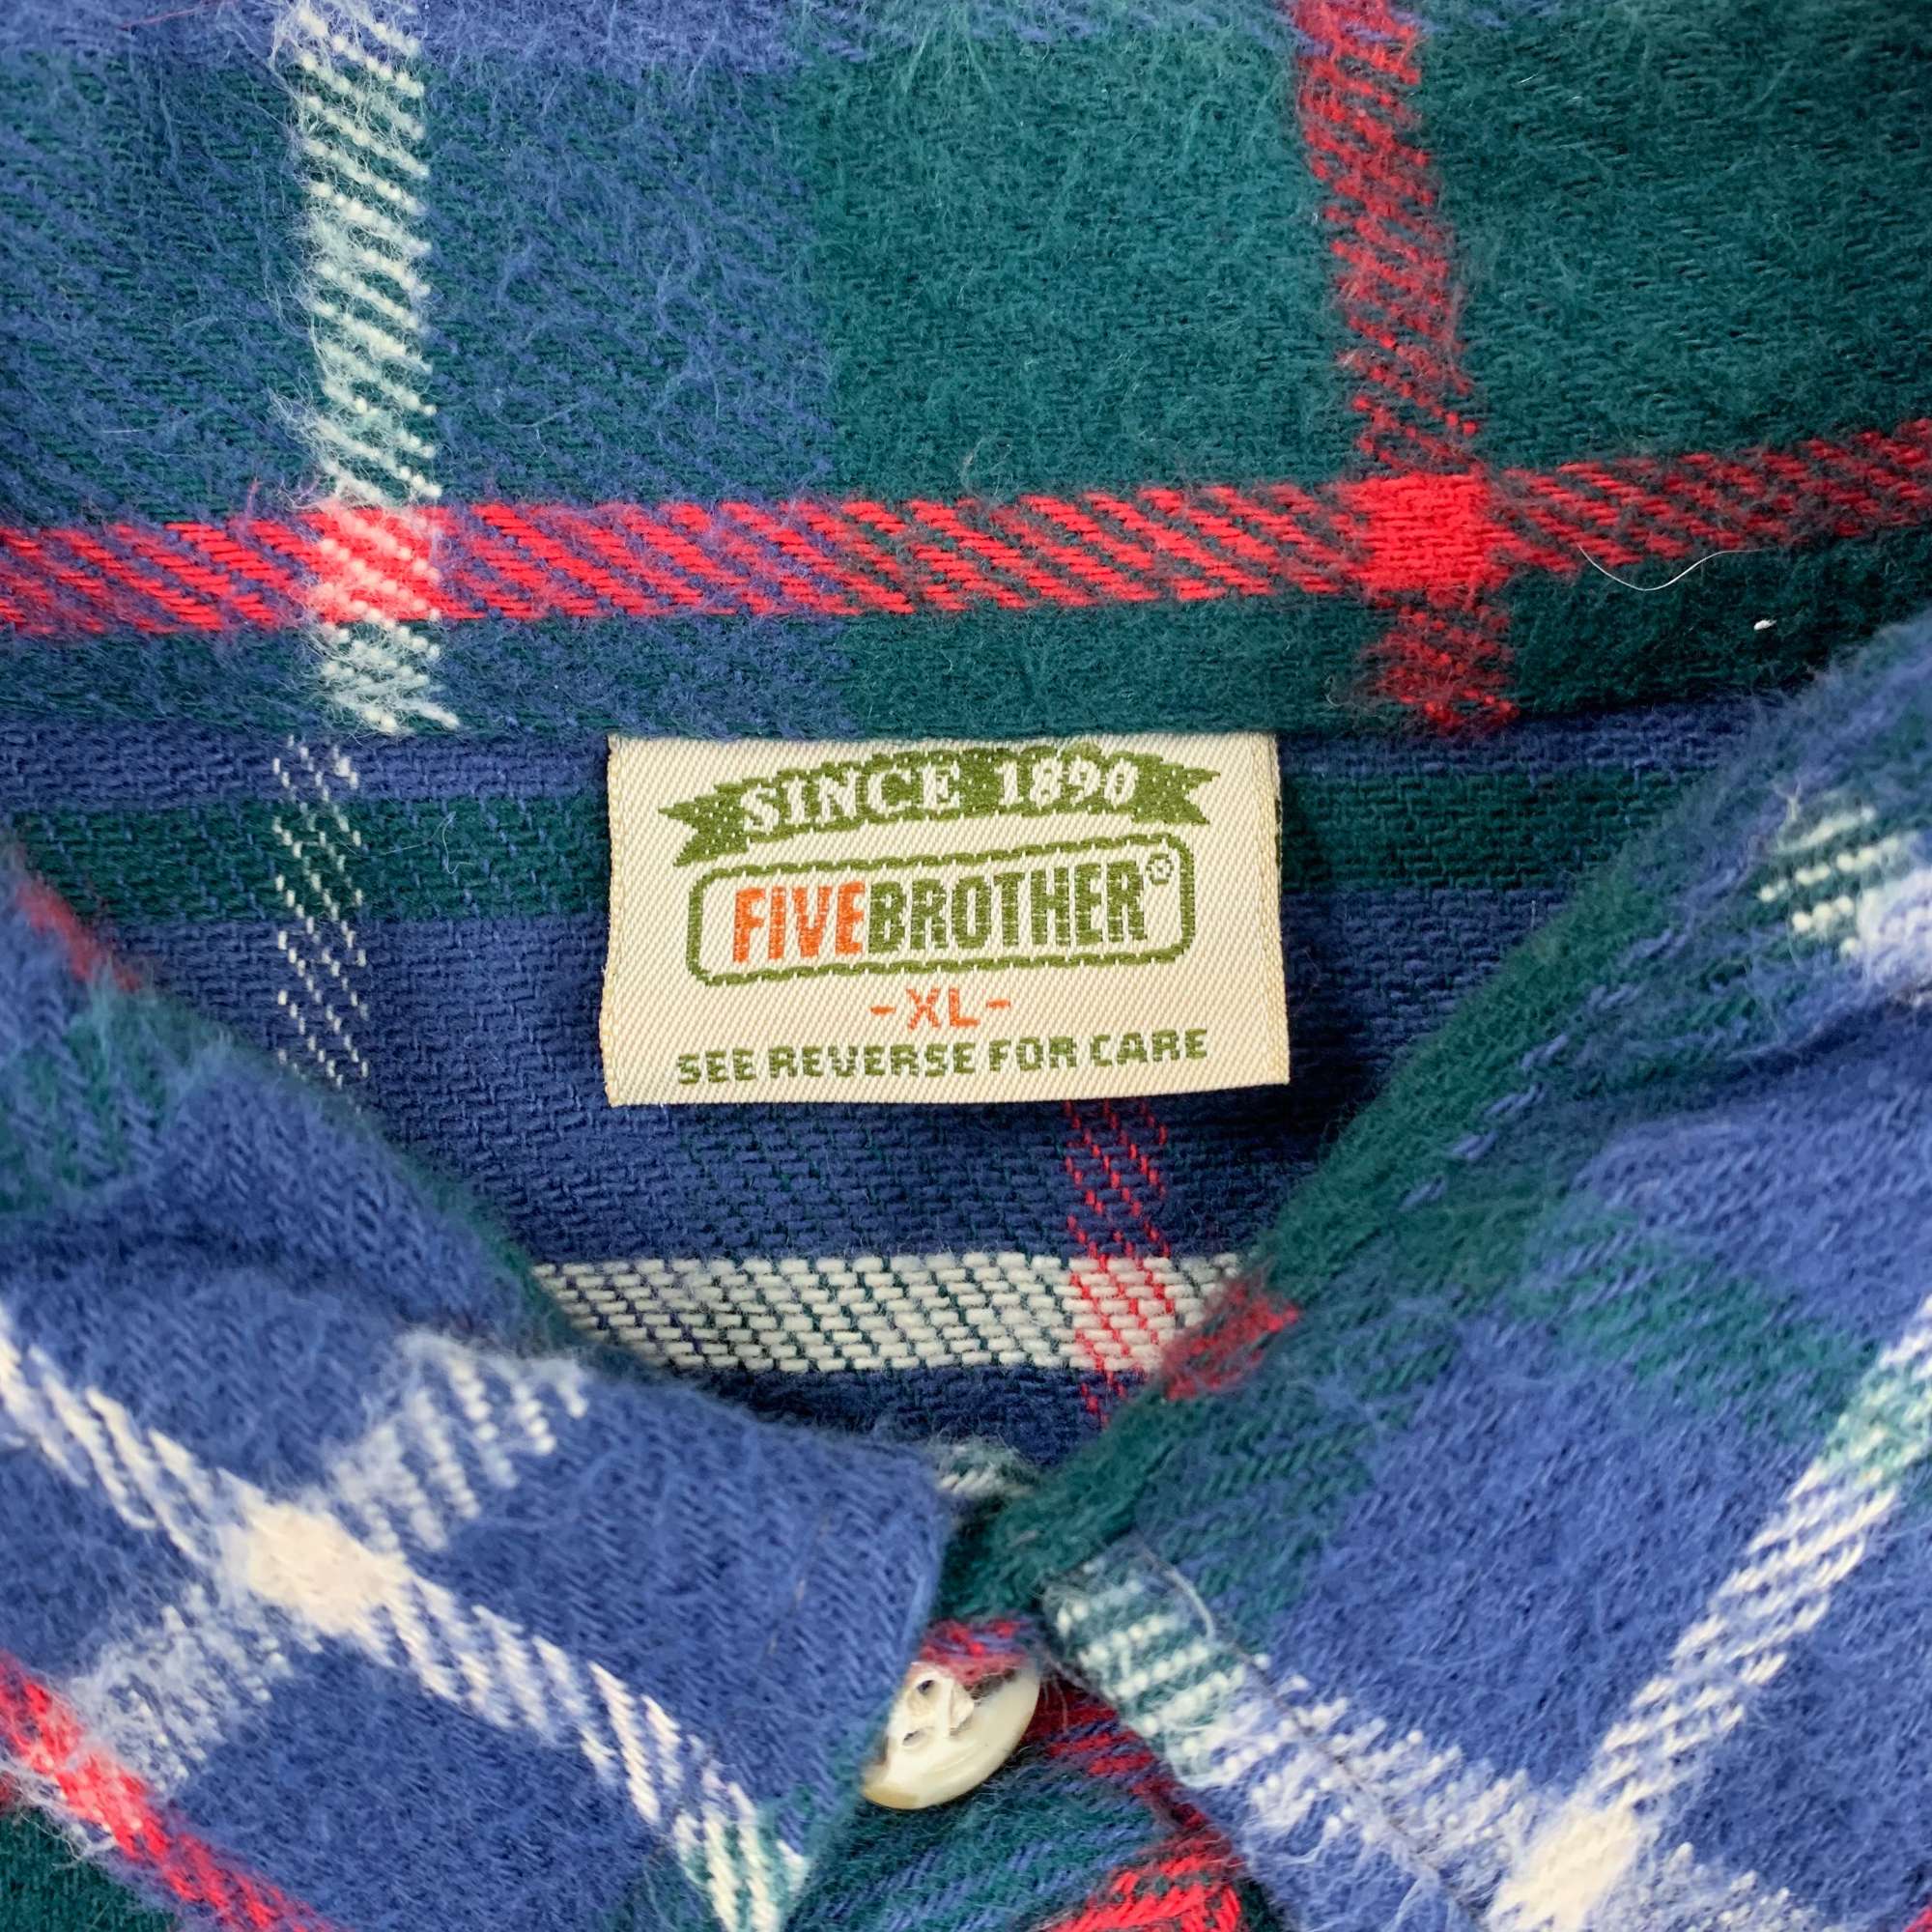 SINCE 1890
FIVEBROTHER®
-XL-
SEE REVERSE FOR CARE